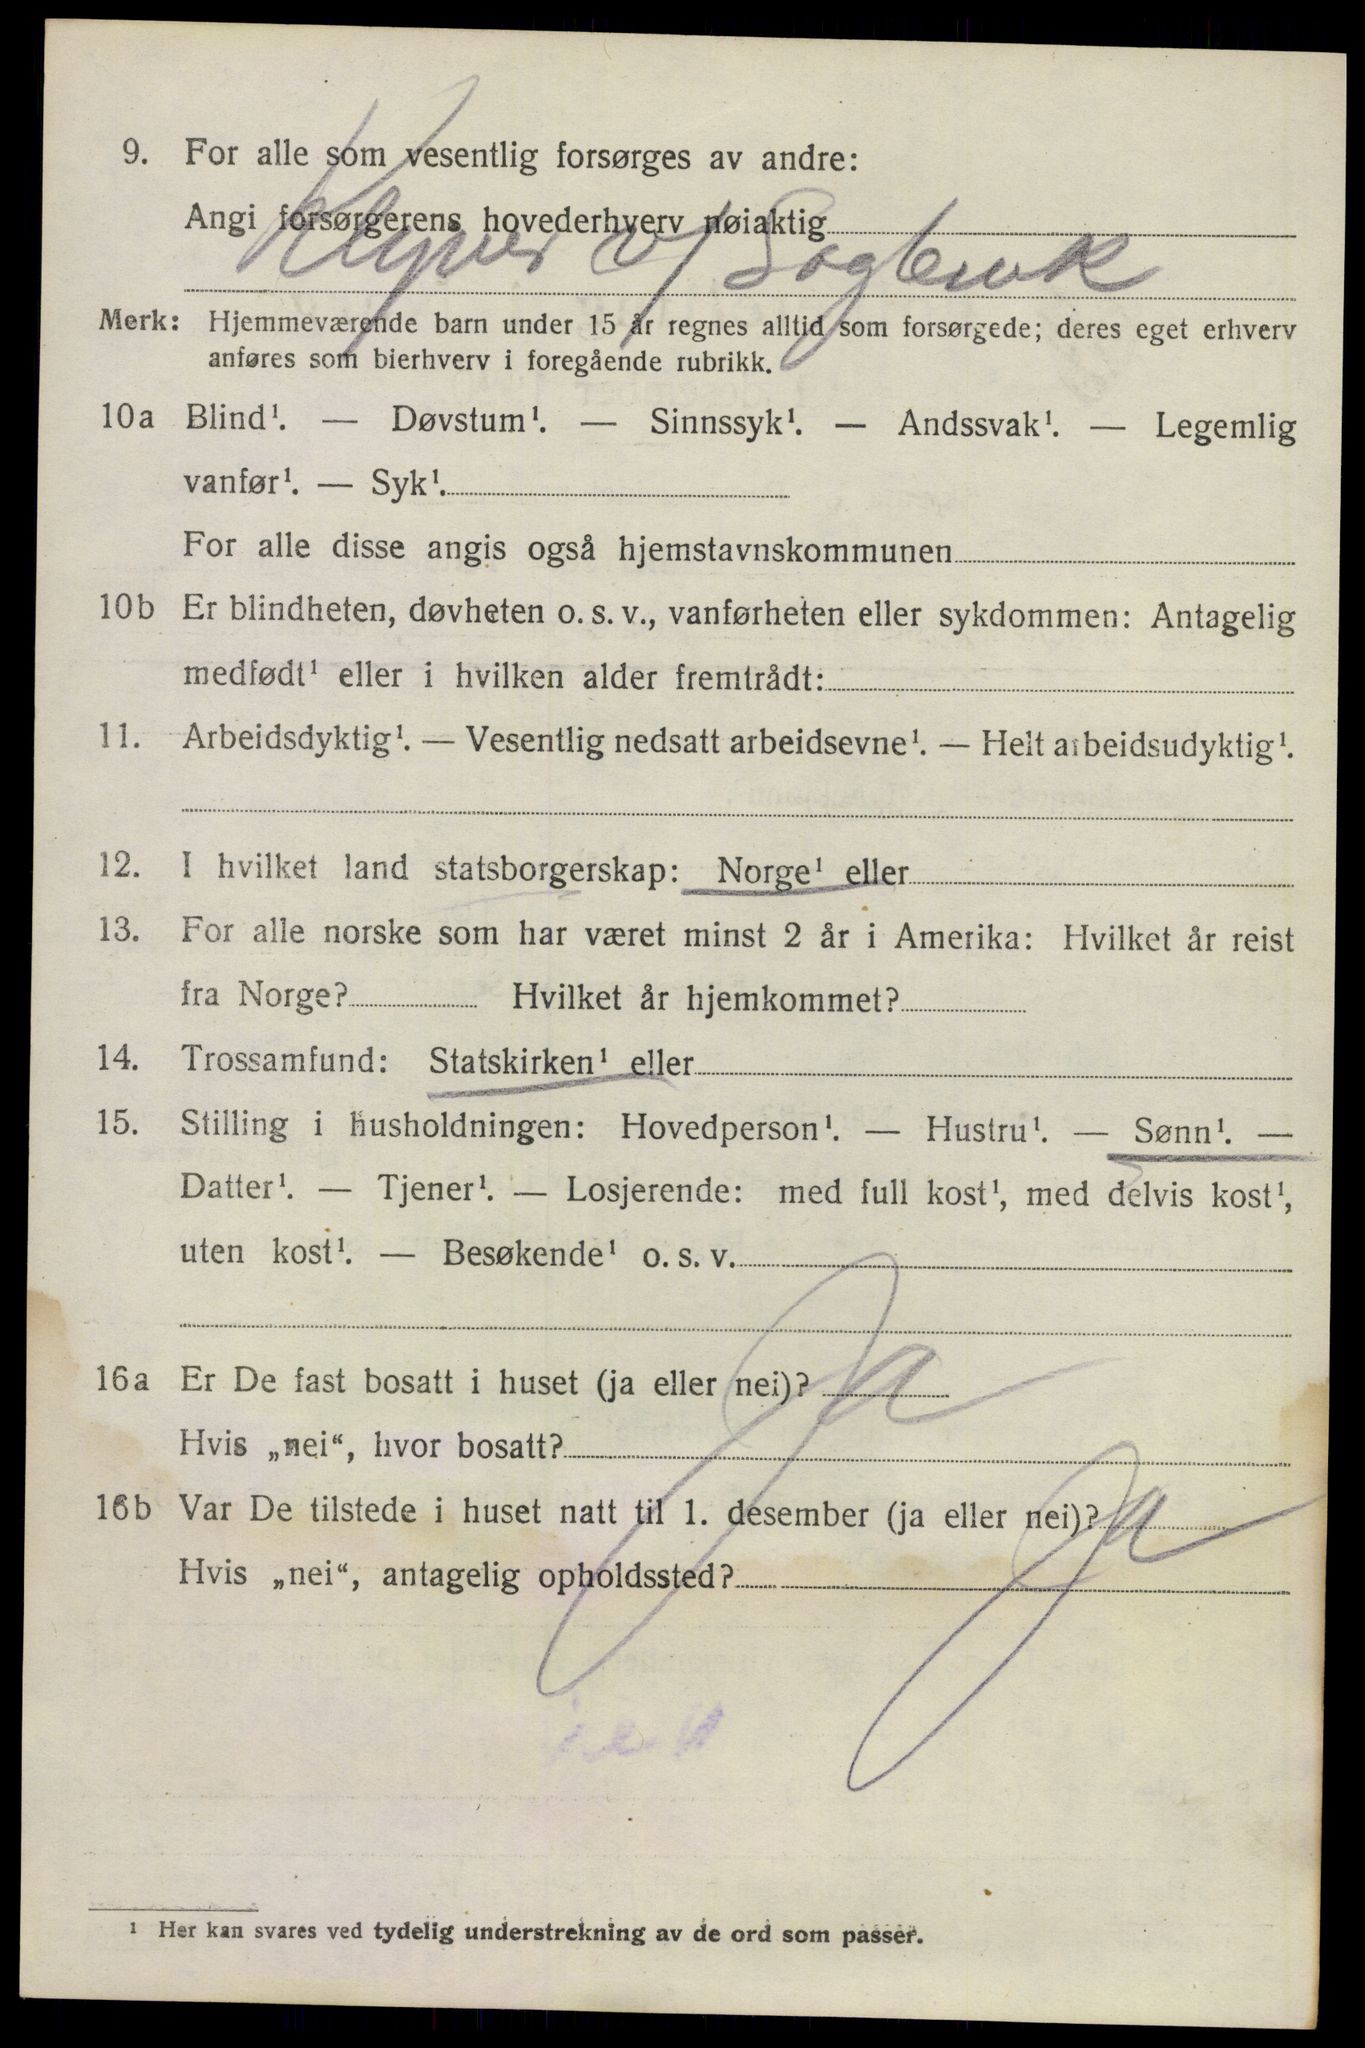 9. For alle som vesentlig forsørges av andre:
Angi forsørgerens hovederhverv nøiaktig
Klyver v/ Sagbruk
Merk: Hjemmeværende barn under 15 år regnes alltid som forsørgede; deres eget erhverv
anføres som bierhverv i foregående rubrikk.
10a Blind¹. — Døvstum¹. — Sinnssyk¹. — Andssvak¹. — Legemlig
vanfør¹. — Syk¹.
For alle disse angis også hjemstavnskommunen
10b Er blindheten, døvheten o. s. v., vanførheten eller sykdommen: Antagelig
medfødt¹ eller i hvilken alder fremtrådt:
11. Arbeidsdyktig¹. — Vesentlig nedsatt arbeidsevne¹. — Helt arbeidsudyktig¹.
12. I hvilket land statsborgerskap: Norge¹ eller
13. For alle norske som har været minst 2 år i Amerika: Hvilket år reist
fra Norge? Hvilket år hjemkommet?
14. Trossamfund: Statskirken¹ eller
15. Stilling i husholdningen: Hovedperson¹. — Hustru¹. — Sønn¹. —
Datter¹. — Tjener¹. — Losjerende: med full kost¹, med delvis kost¹,
uten kost¹. — Besøkende¹ o. s. v.
16a Er De fast bosatt i huset (ja eller nei)? Ja
Hvis „nei“, hvor bosatt?
16b Var De tilstede i huset natt til 1. desember (ja eller nei)? Ja
Hvis „nei“, antagelig opholdssted?
¹ Her kan svares ved tydelig understrekning av de ord som passer.